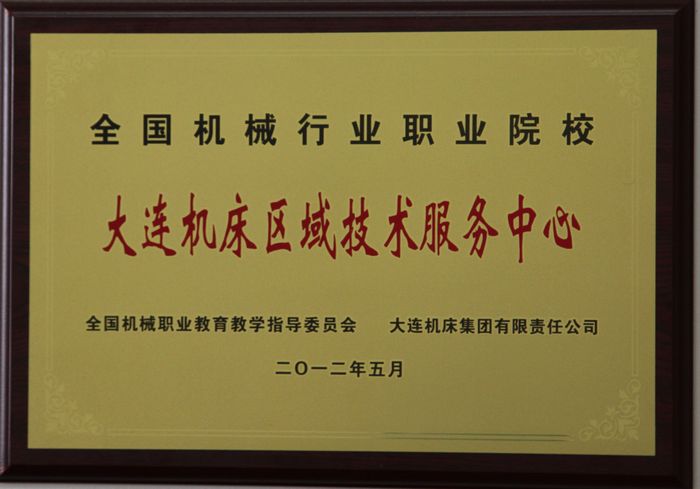 全国机械行业职业院校
大连机床区域技术服务中心
全国机械职业教育教学指导委员会 大连机床集团有限责任公司
二〇一二年五月